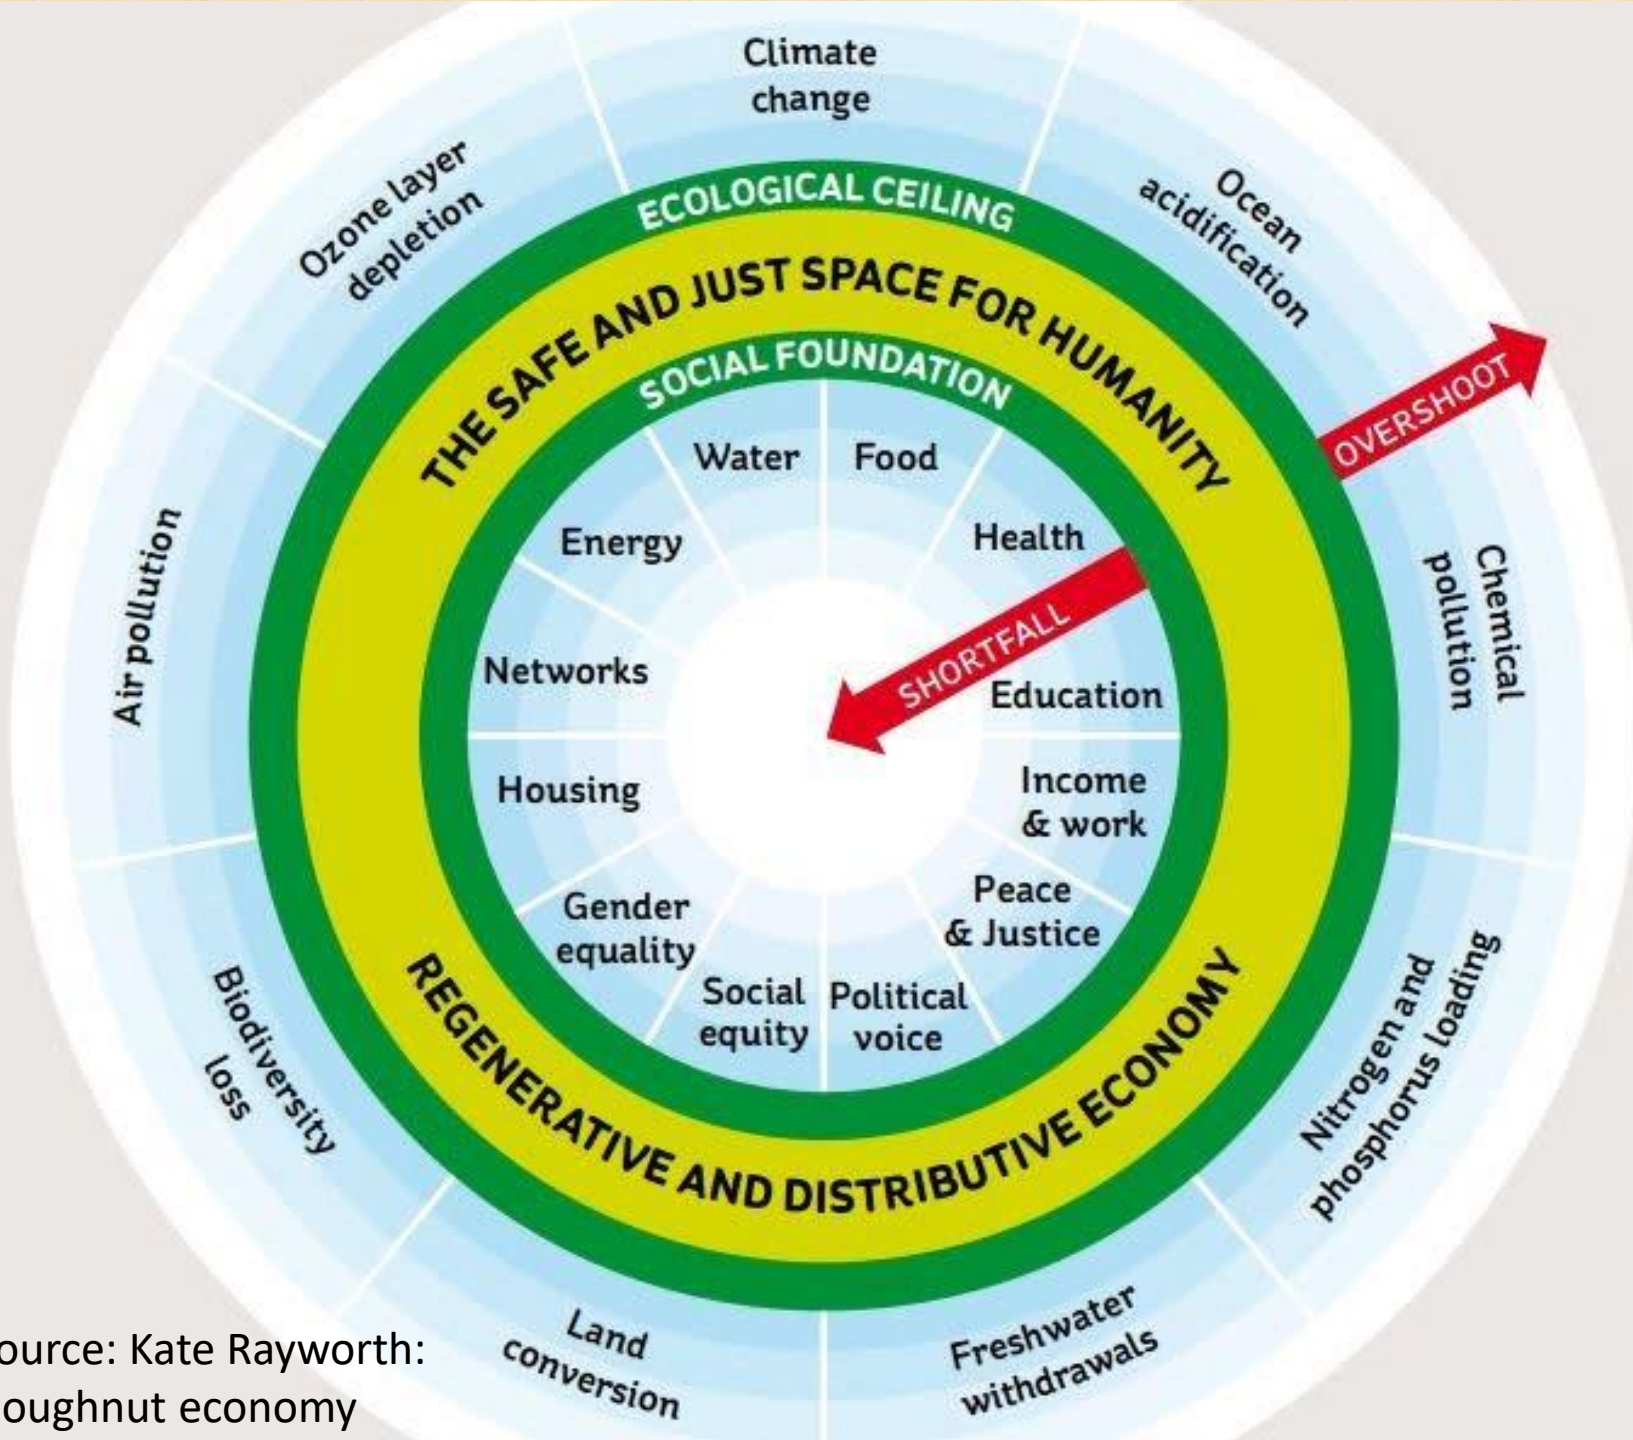 Climate
change
Ocean
acidification
Chemical
pollution
Nitrogen and
phosphorus loading
Freshwater
withdrawals
Land
conversion
Biodiversity
loss
Air pollution
Ozone layer
depletion
ECOLOGICAL CEILING
THE SAFE AND JUST SPACE FOR HUMANITY
SOCIAL FOUNDATION
OVERSHOOT
SHORTFALL
Water
Food
Health
Education
Income
& work
Peace
& Justice
Political
voice
Social
equity
Gender
equality
Housing
Networks
Energy
REGENERATIVE AND DISTRIBUTIVE ECONOMY
ource: Kate Rayworth:
oughnut economy